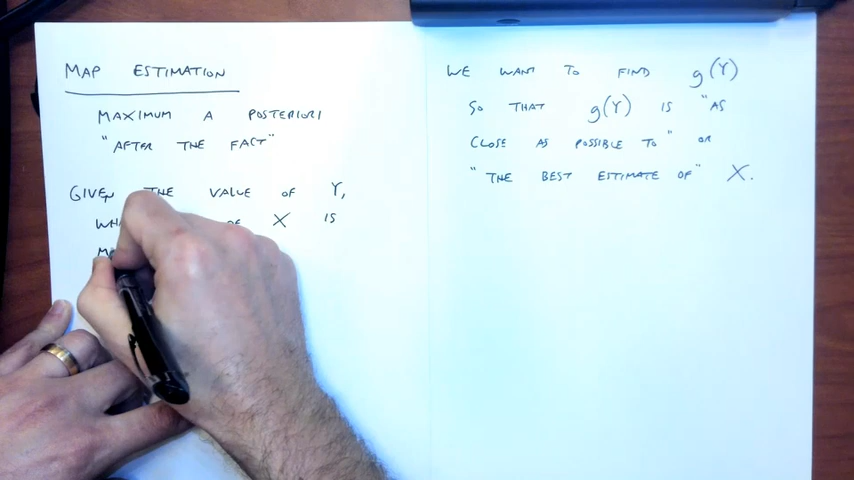 MAP ESTIMATION
MAXIMUM A POSTERIORI
"AFTER THE FACT"
GIVEN THE VALUE OF Y,
OF X IS
WE WANT TO FIND g(Y)
SO THAT g(Y) IS "AS
CLOSE AS POSSIBLE TO" OR
"THE BEST ESTIMATE OF" X.